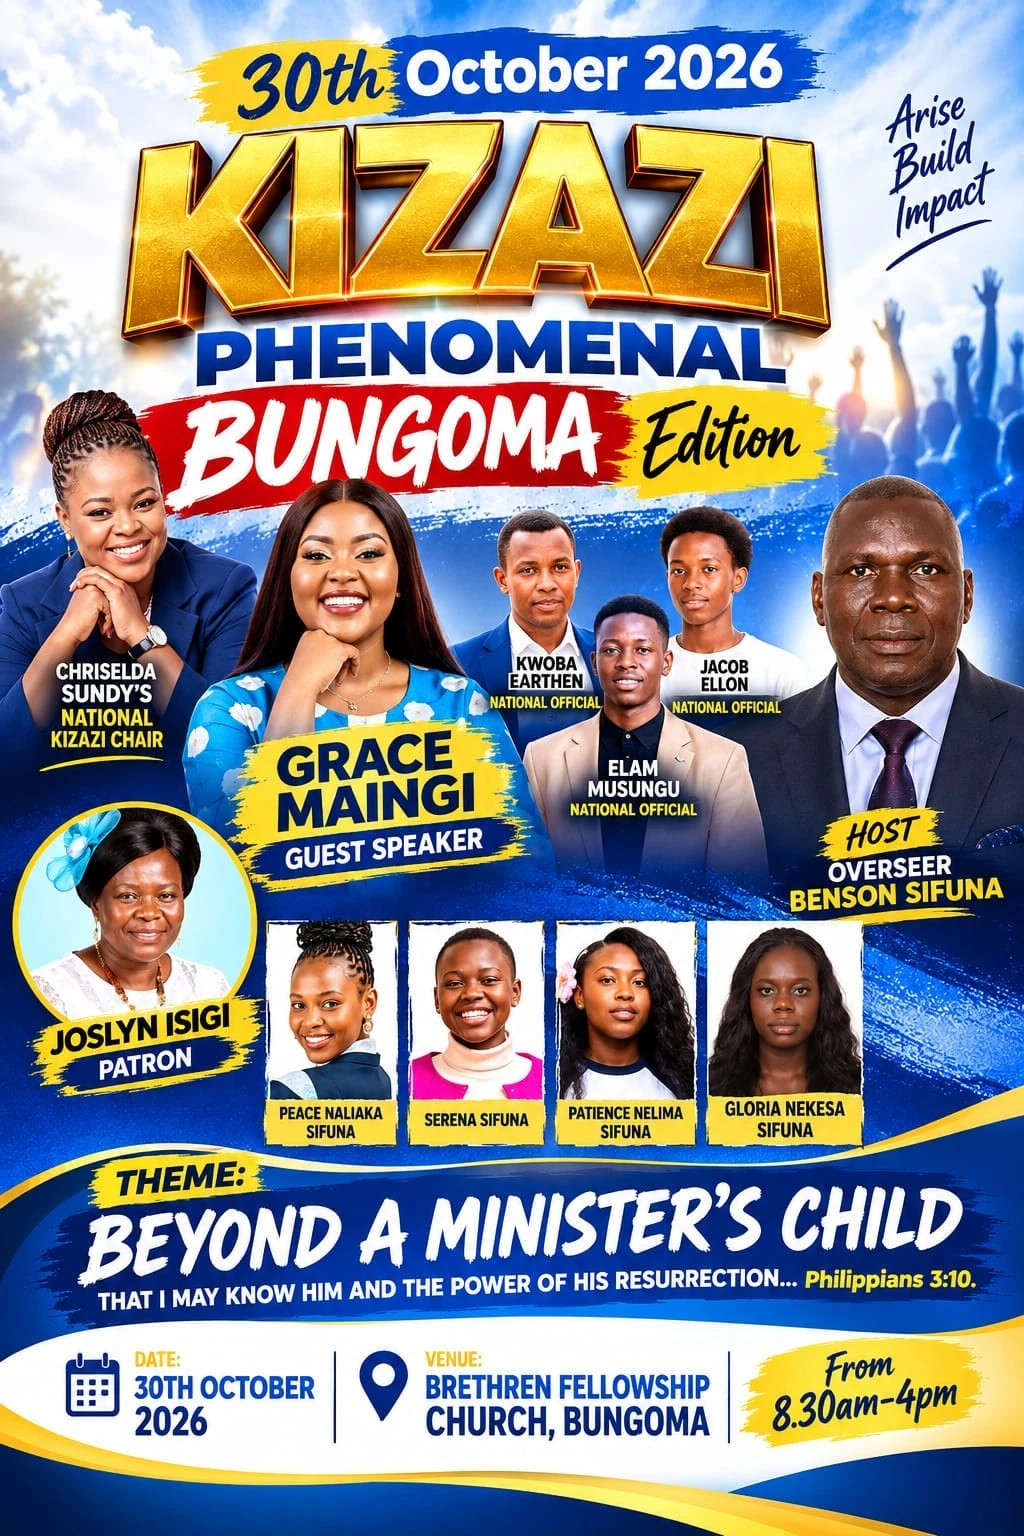 30th October 2026
Arise
Build
Impact
KIZAZI
PHENOMENAL
BUNGOMA Edition
CHRISELDA
SUNDY'S
NATIONAL
KIZAZI CHAIR
GRACE
MAINGI
GUEST SPEAKER
KWOBA
EARTHEN
NATIONAL OFFICIAL
JACOB
ELLON
NATIONAL OFFICIAL
ELAM
MUSUNGU
NATIONAL OFFICIAL
HOST
OVERSEER
BENSON SIFUNA
JOSLYN ISIGI
PATRON
PEACE NALIAKA
SIFUNA
SERENA SIFUNA
PATIENCE NELIMA
SIFUNA
GLORIA NEKESA
SIFUNA
THEME:
BEYOND A MINISTER'S CHILD
THAT I MAY KNOW HIM AND THE POWER OF HIS RESURRECTION... Philippians 3:10.
DATE:
30TH OCTOBER
2026
VENUE:
BRETHREN FELLOWSHIP
CHURCH, BUNGOMA
From
8.30am-4pm